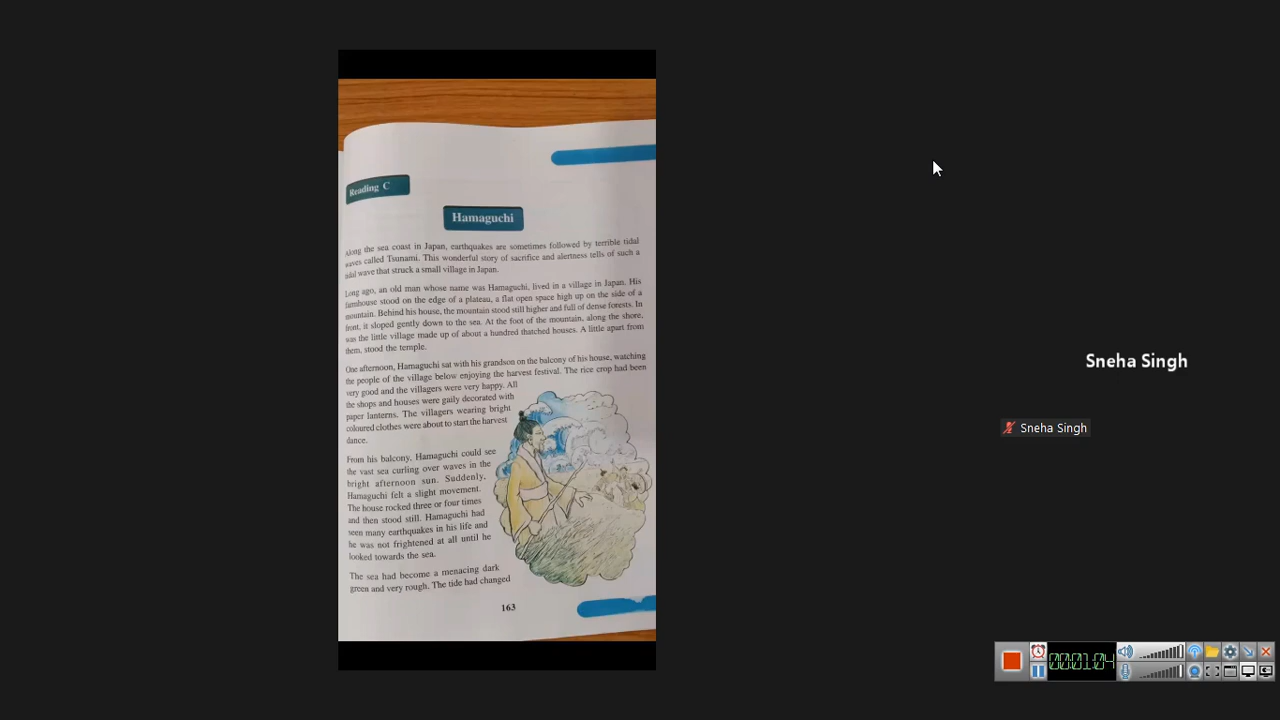 Reading C
Hamaguchi
Along the sea coast in Japan, earthquakes are sometimes followed by terrible tidal
waves called Tsunami. This wonderful story of sacrifice and alertness tells of such a
tidal wave that struck a small village in Japan.
Long ago, an old man whose name was Hamaguchi, lived in a village in Japan. His
farmhouse stood on the edge of a plateau, a flat open space high up on the side of a
mountain. Behind his house, the mountain stood still higher and full of dense forests. In
front, it sloped gently down to the sea. At the foot of the mountain, along the shore,
was the little village made up of about a hundred thatched houses. A little apart from
them, stood the temple.
One afternoon, Hamaguchi sat with his grandson on the balcony of his house, watching
the people of the village below enjoying the harvest festival. The rice crop had been
very good and the villagers were very happy. All
the shops and houses were gaily decorated with
paper lanterns. The villagers wearing bright
coloured clothes were about to start the harvest
dance.
From his balcony, Hamaguchi could see
the vast sea curling over waves in the
bright afternoon sun. Suddenly,
Hamaguchi felt a slight movement.
The house rocked three or four times
and then stood still. Hamaguchi had
seen many earthquakes in his life and
he was not frightened at all until he
looked towards the sea.
The sea had become a menacing dark
green and very rough. The tide had changed
163
Sneha Singh
Sneha Singh
00:01:04